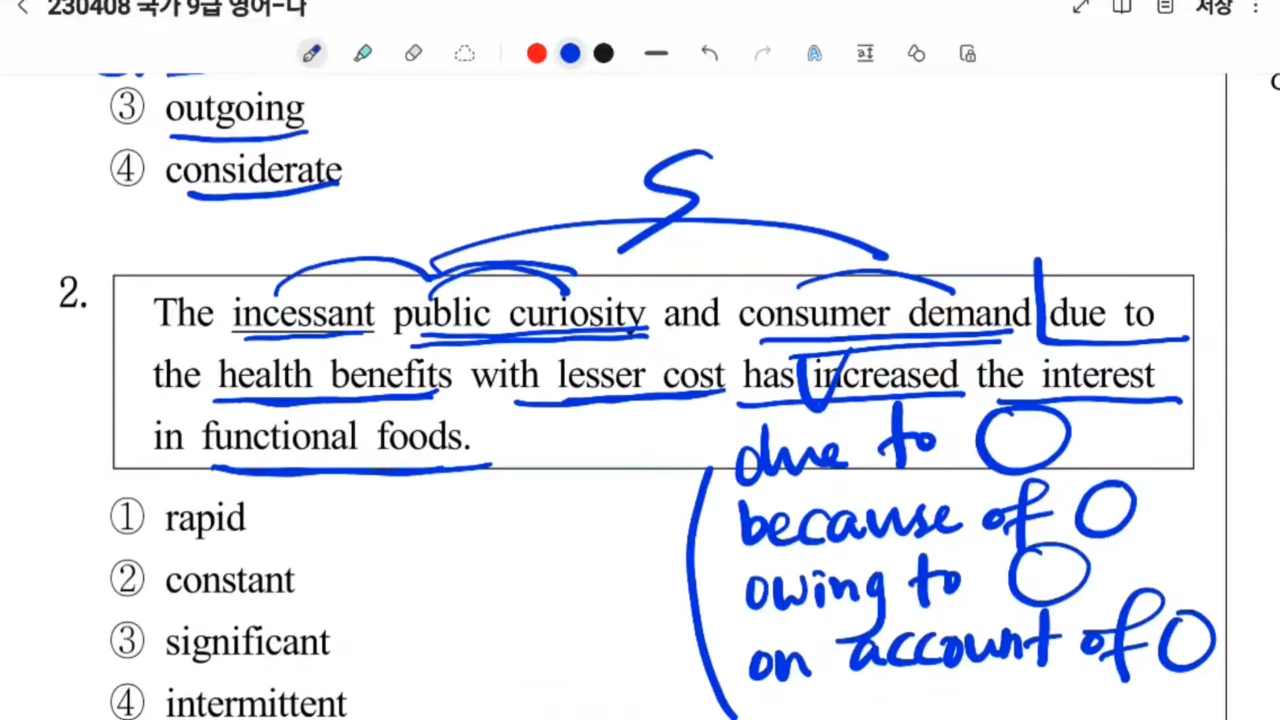 230408 국가 9급 영어-나
저장
③ outgoing
④ considerate
S
2. The incessant public curiosity and consumer demand due to
the health benefits with lesser cost has increased the interest
in functional foods.
due to O
because of O
owing to O
on account of O
① rapid
② constant
③ significant
④ intermittent